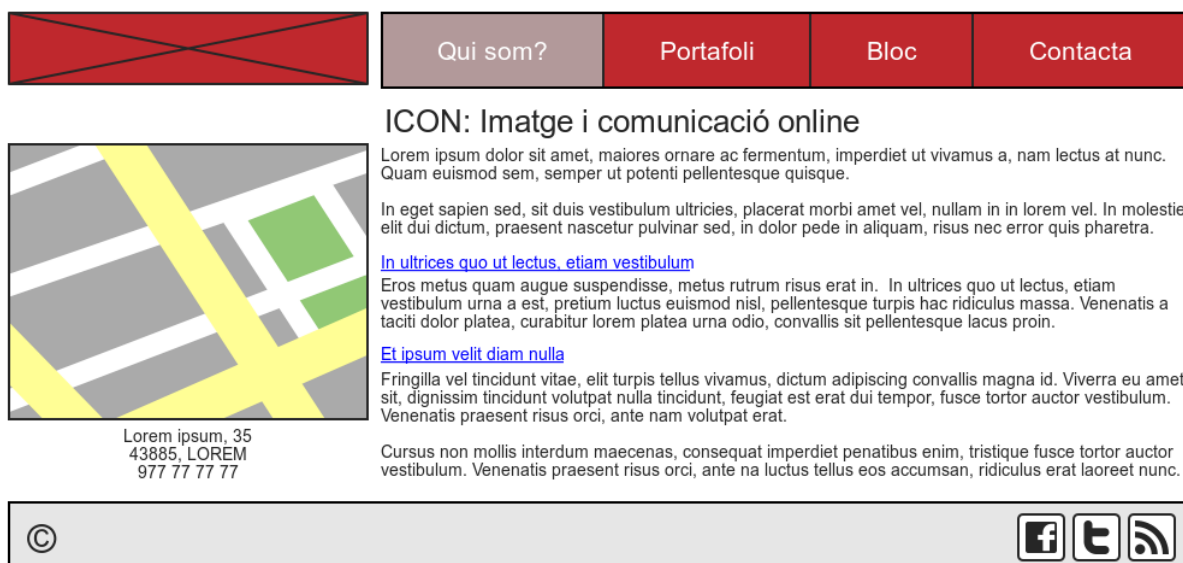 Qui som?
Portafoli
Bloc
Contacta
ICON: Imatge i comunicació online
Lorem ipsum dolor sit amet, maiores ornare ac fermentum, imperdiet ut vivamus a, nam lectus at nunc.
Quam euismod sem, semper ut potenti pellentesque quisque.
In eget sapien sed, sit duis vestibulum ultricies, placerat morbi amet vel, nullam in in lorem vel. In molestie
elit dui dictum, praesent nascetur pulvinar sed, in dolor pede in aliquam, risus nec error quis pharetra.
In ultrices quo ut lectus, etiam vestibulum
Eros metus quam augue suspendisse, metus rutrum risus erat in.  In ultrices quo ut lectus, etiam
vestibulum urna a est, pretium luctus euismod nisl, pellentesque turpis hac ridiculus massa. Venenatis a
taciti dolor platea, curabitur lorem platea urna odio, convallis sit pellentesque lacus proin.
Et ipsum velit diam nulla
Fringilla vel tincidunt vitae, elit turpis tellus vivamus, dictum adipiscing convallis magna id. Viverra eu amet
sit, dignissim tincidunt volutpat nulla tincidunt, feugiat est erat dui tempor, fusce tortor auctor vestibulum.
Venenatis praesent risus orci, ante nam volutpat erat.
Cursus non mollis interdum maecenas, consequat imperdiet penatibus enim, tristique fusce tortor auctor
vestibulum. Venenatis praesent risus orci, ante na luctus tellus eos accumsan, ridiculus erat laoreet nunc.
Lorem ipsum, 35
43885, LOREM
977 77 77 77
©